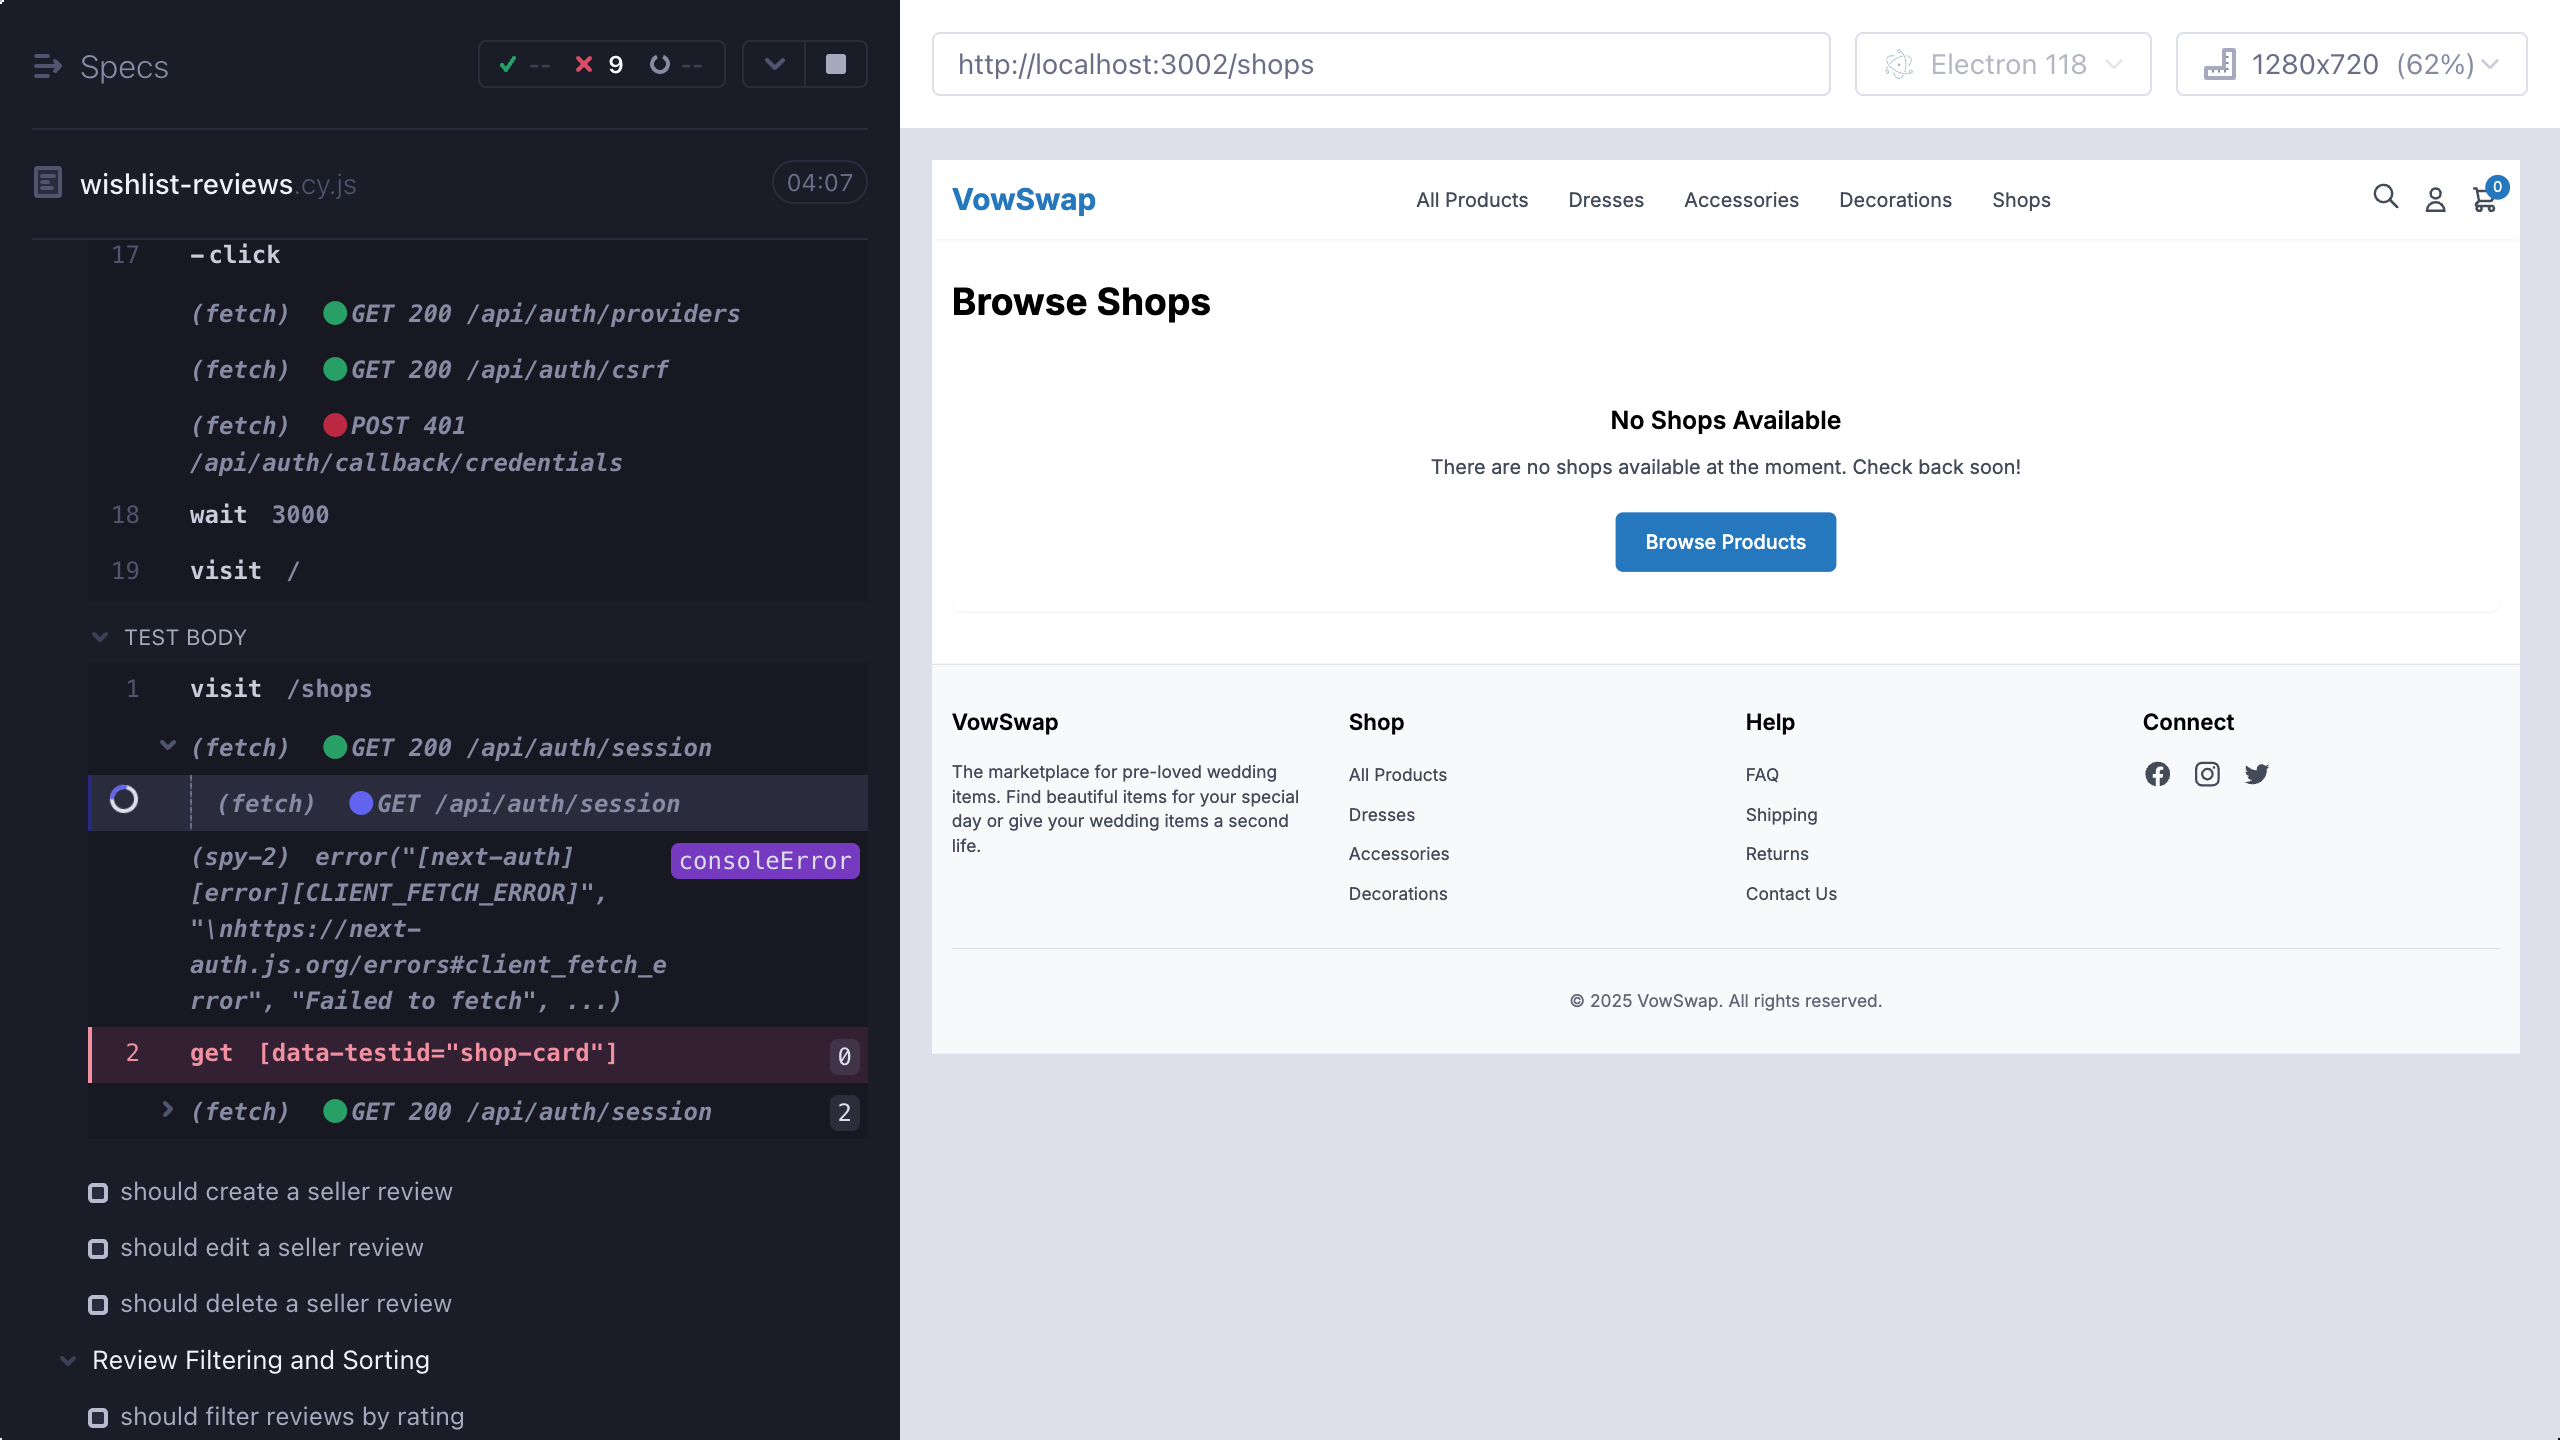 Specs
-- 9 --
wishlist-reviews.cy.js
04:07
17 -click
(fetch) GET 200 /api/auth/providers
(fetch) GET 200 /api/auth/csrf
(fetch) POST 401
/api/auth/callback/credentials
18 wait 3000
19 visit /
TEST BODY
1 visit /shops
(fetch) GET 200 /api/auth/session
(fetch) GET /api/auth/session
(spy-2) error("[next-auth]
consoleError
[error][CLIENT_FETCH_ERROR]",
"\nhttps://next-
auth.js.org/errors#client_fetch_e
rror", "Failed to fetch", ...)
2 get [data-testid="shop-card"] 0
(fetch) GET 200 /api/auth/session 2
should create a seller review
should edit a seller review
should delete a seller review
Review Filtering and Sorting
should filter reviews by rating
http://localhost:3002/shops
Electron 118
1280x720 (62%)
VowSwap
All Products
Dresses
Accessories
Decorations
Shops
0
Browse Shops
No Shops Available
There are no shops available at the moment. Check back soon!
Browse Products
VowSwap
The marketplace for pre-loved wedding
items. Find beautiful items for your special
day or give your wedding items a second
life.
Shop
All Products
Dresses
Accessories
Decorations
Help
FAQ
Shipping
Returns
Contact Us
Connect
© 2025 VowSwap. All rights reserved.